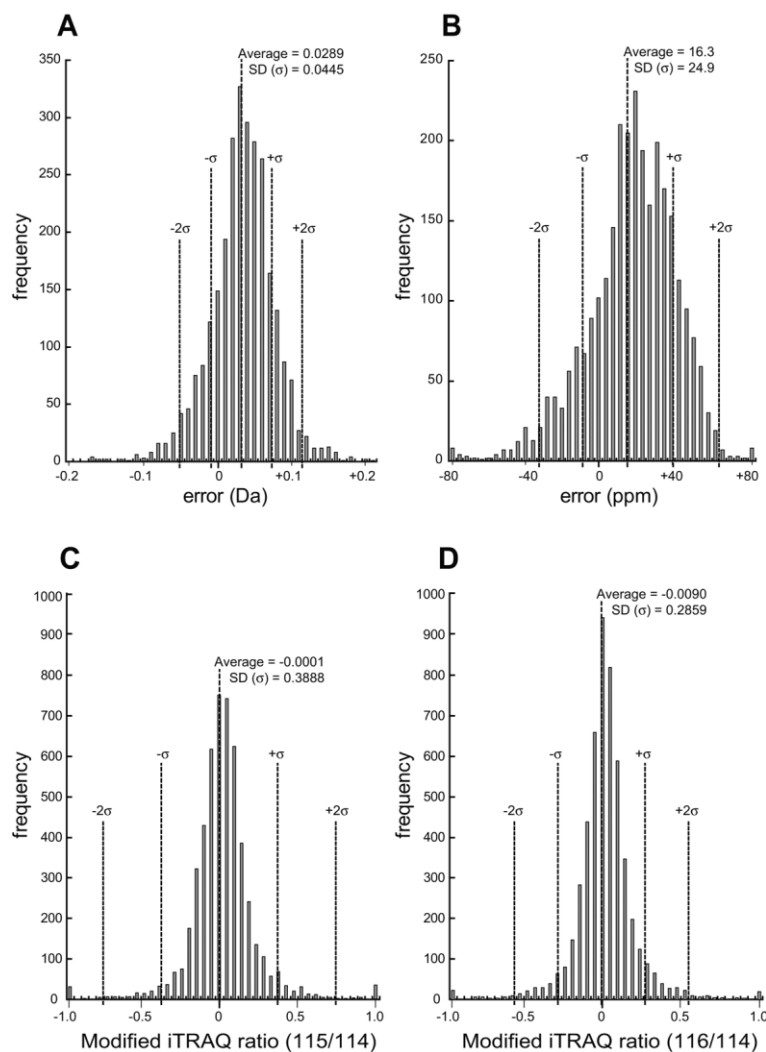 A
Average = 0.0289
SD (σ) = 0.0445
350
300
250
200
150
100
50
0
frequency
-2σ
-σ
+σ
+2σ
-0.2
-0.1
0
+0.1
+0.2
error (Da)
B
Average = 16.3
SD (σ) = 24.9
250
200
150
100
50
0
frequency
-2σ
-σ
+σ
+2σ
-80
-40
0
+40
+80
error (ppm)
C
Average = -0.0001
SD (σ) = 0.3888
1000
900
800
700
600
500
400
300
200
100
0
frequency
-2σ
-σ
+σ
+2σ
-1.0
-0.5
0
0.5
1.0
Modified iTRAQ ratio (115/114)
D
Average = -0.0090
SD (σ) = 0.2859
1000
900
800
700
600
500
400
300
200
100
0
frequency
-2σ
-σ
+σ
+2σ
-1.0
-0.5
0
0.5
1.0
Modified iTRAQ ratio (116/114)